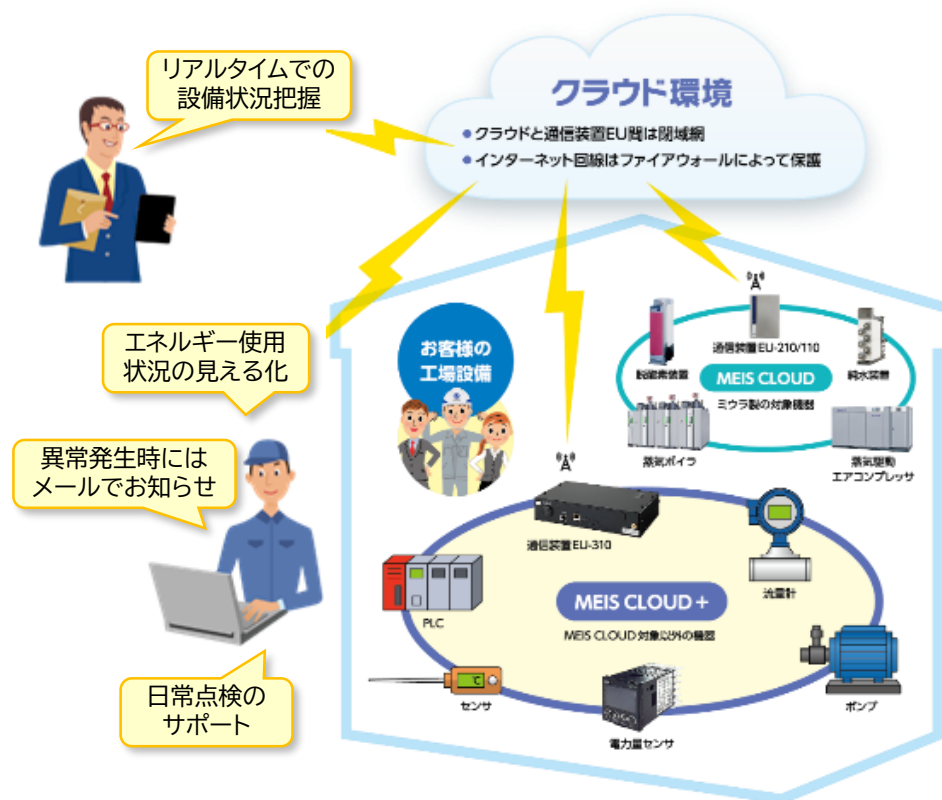 リアルタイムでの
設備状況把握
クラウド環境
●クラウドと通信装置EU間は閉域網
●インターネット回線はファイアウォールによって保護
エネルギー使用
状況の見える化
お客様の
工場設備
通信装置EU-210/110
脱酸素装置
純水装置
MEIS CLOUD
ミウラ製の対象機器
蒸気ボイラ
蒸気駆動
エアコンプレッサ
異常発生時には
メールでお知らせ
通信装置EU-310
流量計
PLC
MEIS CLOUD +
MEIS CLOUD 対象以外の機器
℃
センサ
ポンプ
電力量センサ
日常点検の
サポート